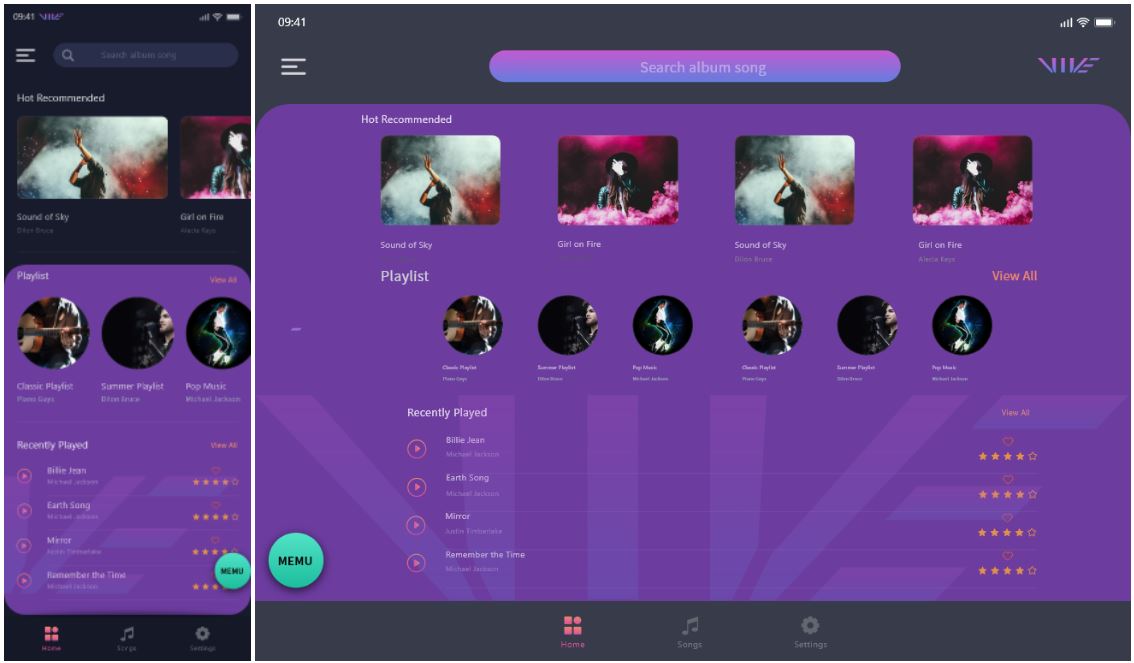 09:41 VIVE
Search album song
Hot Recommended
Sound of Sky
Dilon Bruce
Girl on Fire
Alecia Keys
Playlist
View All
Classic Playlist
Piano Gays
Summer Playlist
Dilon Bruce
Pop Music
Michael Jackson
Recently Played
View All
Billie Jean
Michael Jackson
Earth Song
Michael Jackson
Mirror
Justin Timberlake
Remember the Time
Michael Jackson
MEMU
Home
Songs
Settings
09:41
Search album song
VIVE
Hot Recommended
Sound of Sky
Girl on Fire
Sound of Sky
Dilon Bruce
Girl on Fire
Alecia Keys
Playlist
View All
Classic Playlist
Piano Gays
Summer Playlist
Dilon Bruce
Pop Music
Michael Jackson
Classic Playlist
Piano Gays
Summer Playlist
Dilon Bruce
Pop Music
Michael Jackson
Recently Played
View All
Billie Jean
Michael Jackson
Earth Song
Michael Jackson
Mirror
Justin Timberlake
Remember the Time
Michael Jackson
MEMU
Home
Songs
Settings